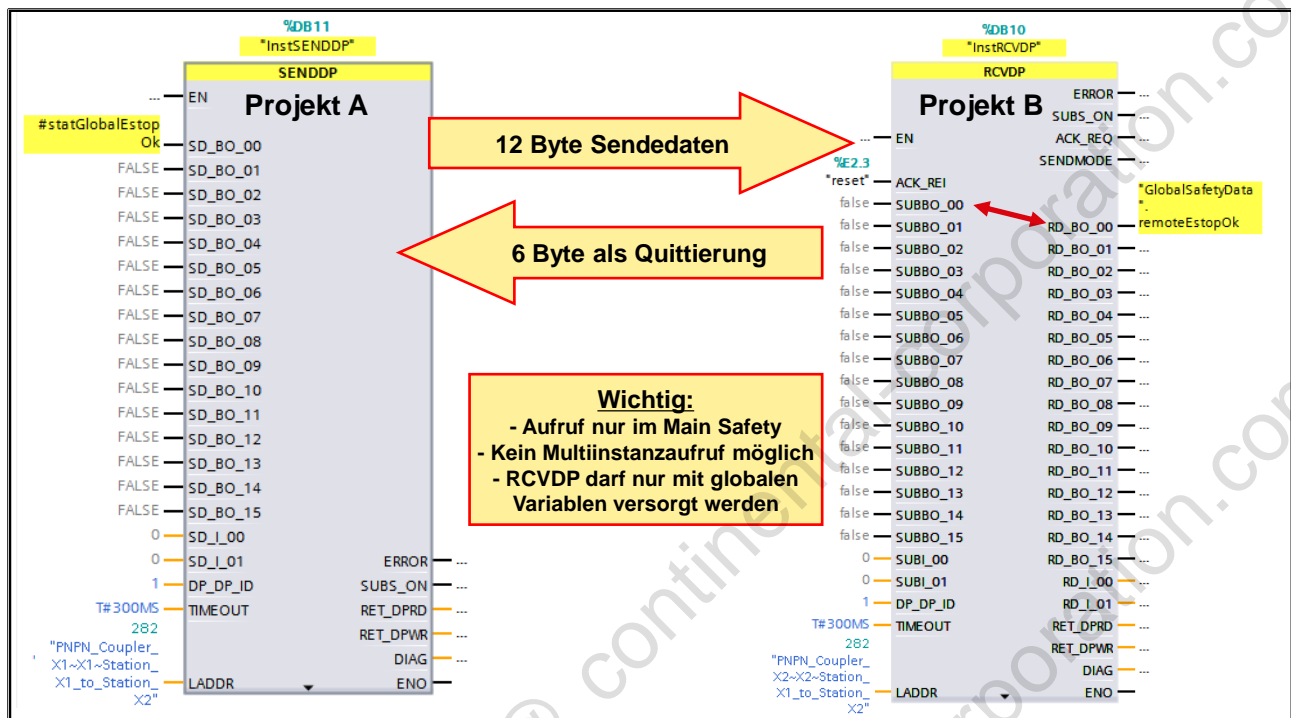 %DB11
"InstSENDDP"
SENDDP
Projekt A
... EN
#statGlobalEstop
Ok SD_BO_00
FALSE SD_BO_01
FALSE SD_BO_02
FALSE SD_BO_03
FALSE SD_BO_04
FALSE SD_BO_05
FALSE SD_BO_06
FALSE SD_BO_07
FALSE SD_BO_08
FALSE SD_BO_09
FALSE SD_BO_10
FALSE SD_BO_11
FALSE SD_BO_12
FALSE SD_BO_13
FALSE SD_BO_14
FALSE SD_BO_15
0 SD_I_00
0 SD_I_01 ERROR ...
1 DP_DP_ID SUBS_ON ...
T#300MS TIMEOUT RET_DPRD ...
282 RET_DPWR ...
"PNPN_Coupler_
X1~X1~Station_ DIAG ...
X1_to_Station_ LADDR ENO
X2"
12 Byte Sendedaten
6 Byte als Quittierung
Wichtig:
- Aufruf nur im Main Safety
- Kein Multiinstanzaufruf möglich
- RCVDP darf nur mit globalen
Variablen versorgt werden
%DB10
"InstRCVDP"
RCVDP
Projekt B
ERROR ...
SUBS_ON ...
... EN ACK_REQ ...
%E2.3 SENDMODE ...
"reset" ACK_REI
"GlobalSafetyData
".
remoteEstopOk
false SUBBO_00
false SUBBO_01 RD_BO_00
false SUBBO_02 RD_BO_01 ...
false SUBBO_03 RD_BO_02 ...
false SUBBO_04 RD_BO_03 ...
false SUBBO_05 RD_BO_04 ...
false SUBBO_06 RD_BO_05 ...
false SUBBO_07 RD_BO_06 ...
false SUBBO_08 RD_BO_07 ...
false SUBBO_09 RD_BO_08 ...
false SUBBO_10 RD_BO_09 ...
false SUBBO_11 RD_BO_10 ...
false SUBBO_12 RD_BO_11 ...
false SUBBO_13 RD_BO_12 ...
false SUBBO_14 RD_BO_13 ...
false SUBBO_15 RD_BO_14 ...
0 SUBI_00 RD_BO_15 ...
0 SUBI_01 RD_I_00 ...
1 DP_DP_ID RD_I_01 ...
T#300MS TIMEOUT RET_DPRD ...
282 RET_DPWR ...
"PNPN_Coupler_
X2~X2~Station_ DIAG ...
X1_to_Station_ LADDR ENO
X2"
© continental-corporation.co
rporation.con